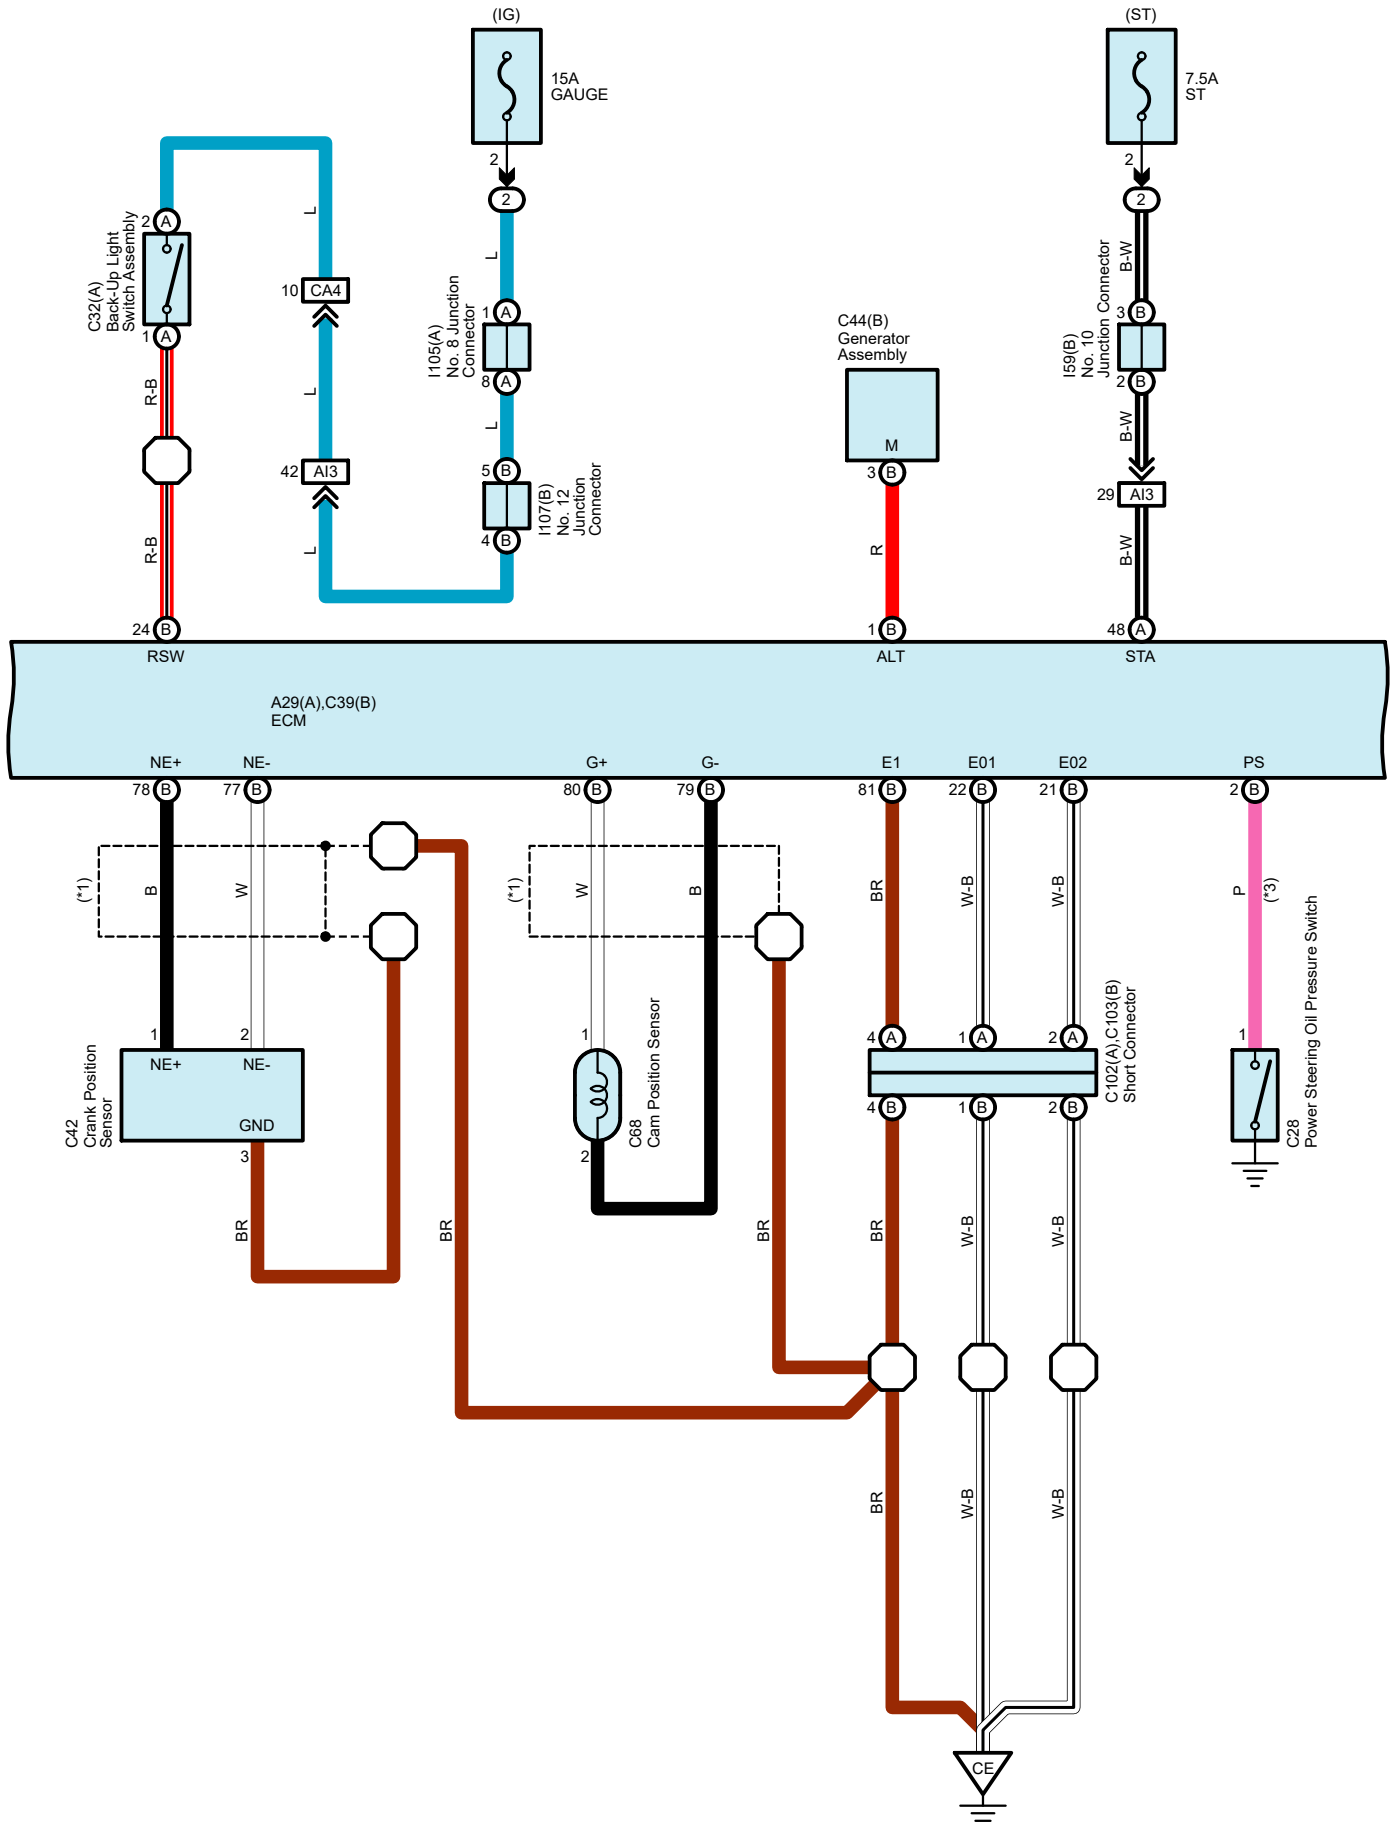 (IG)
(ST)
15A
GAUGE
7.5A
ST
2
2
2
2
2 A
C32(A)
Back-Up Light
Switch Assembly
1 A
L
10 CA4
L
1 A
I105(A)
No. 8 Junction
Connector
8 A
B-W
3 B
I59(B)
No. 10
Junction Connector
2 B
C44(B)
Generator
Assembly
M
3 B
R-B
L
L
B-W
42 AI3
5 B
I107(B)
No. 12
Junction
Connector
4 B
29 AI3
R-B
L
R
B-W
24 B
1 B
48 A
RSW
ALT
STA
A29(A),C39(B)
ECM
NE+
NE-
G+
G-
E1
E01
E02
PS
78 B
77 B
80 B
79 B
81 B
22 B
21 B
2 B
(*1)
B
W
(*1)
W
B
BR
W-B
W-B
P
(*3)
1
2
1
4 A
1 A
2 A
1
NE+
NE-
GND
C42
Crank Position
Sensor
C68
Cam Position Sensor
C102(A),C103(B)
Short Connector
C28
Power Steering Oil Pressure Switch
4 B
1 B
2 B
3
2
BR
BR
BR
BR
W-B
W-B
BR
W-B
W-B
CE